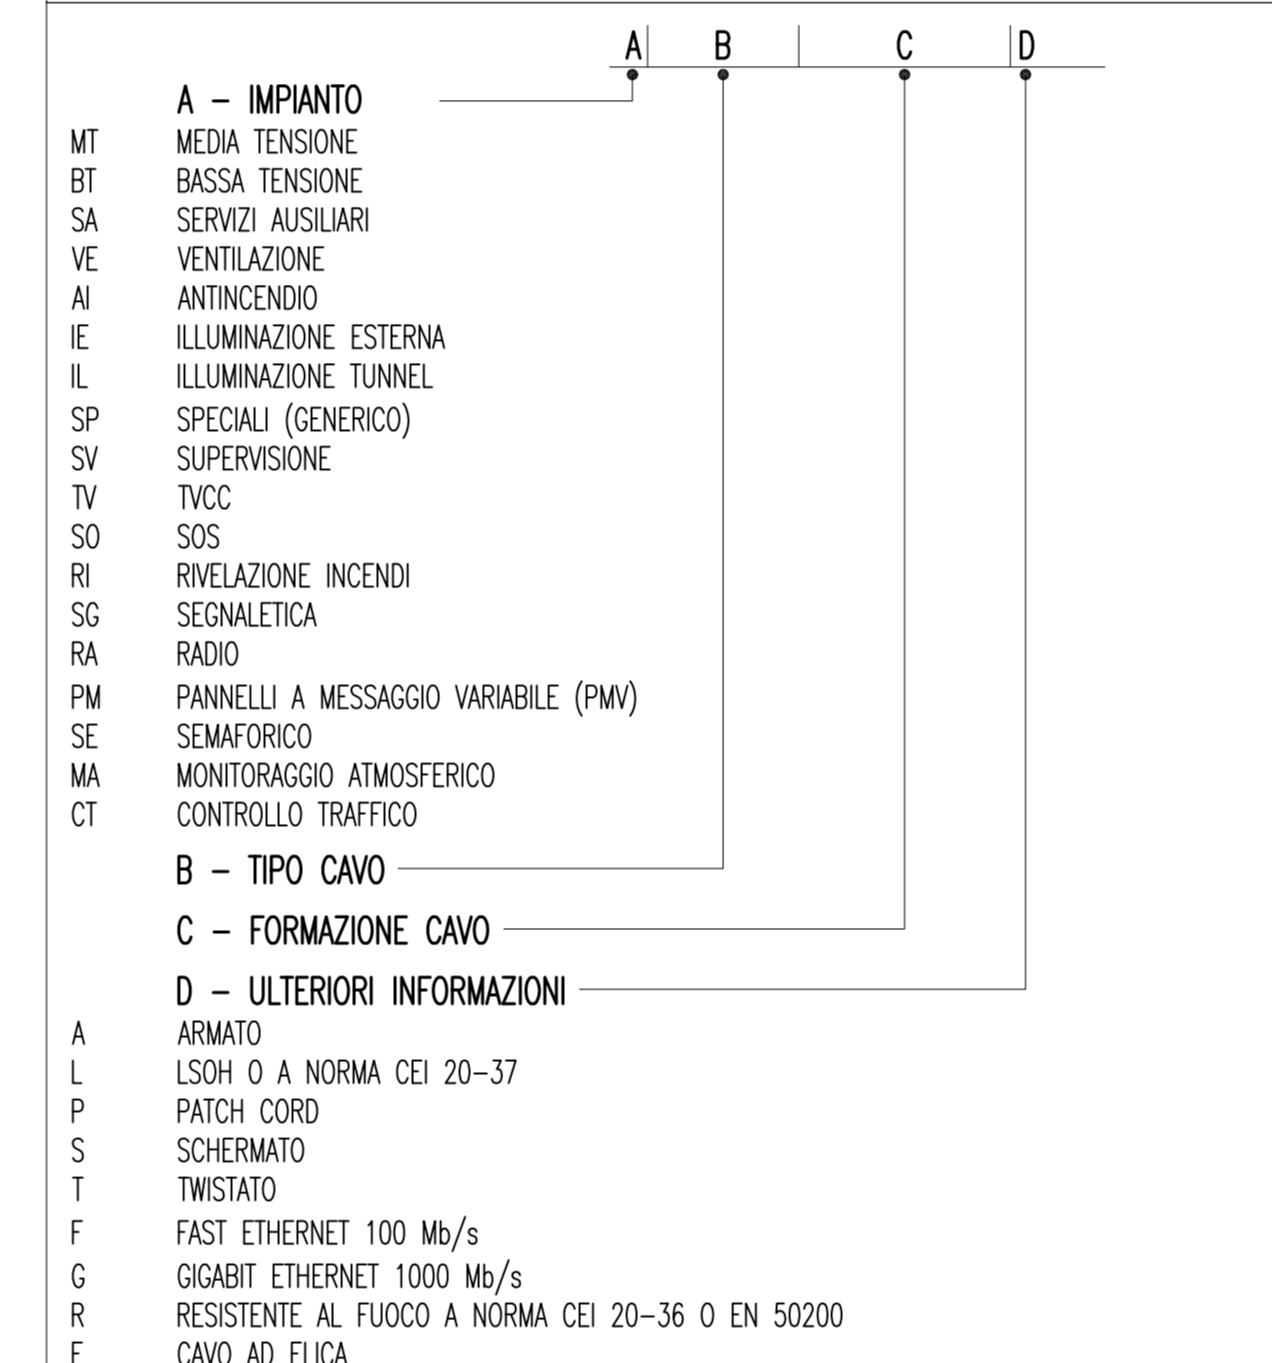 A B C D
A – IMPIANTO
MT MEDIA TENSIONE
BT BASSA TENSIONE
SA SERVIZI AUSILIARI
VE VENTILAZIONE
AI ANTINCENDIO
IE ILLUMINAZIONE ESTERNA
IL ILLUMINAZIONE TUNNEL
SP SPECIALI (GENERICO)
SV SUPERVISIONE
TV TVCC
SO SOS
RI RIVELAZIONE INCENDI
SG SEGNALETICA
RA RADIO
PM PANNELLI A MESSAGGIO VARIABILE (PMV)
SE SEMAFORICO
MA MONITORAGGIO ATMOSFERICO
CT CONTROLLO TRAFFICO
B – TIPO CAVO
C – FORMAZIONE CAVO
D – ULTERIORI INFORMAZIONI
A ARMATO
L LSOH O A NORMA CEI 20–37
P PATCH CORD
S SCHERMATO
T TWISTATO
F FAST ETHERNET 100 Mb/s
G GIGABIT ETHERNET 1000 Mb/s
R RESISTENTE AL FUOCO A NORMA CEI 20–36 O EN 50200
CAVO AD ELICA